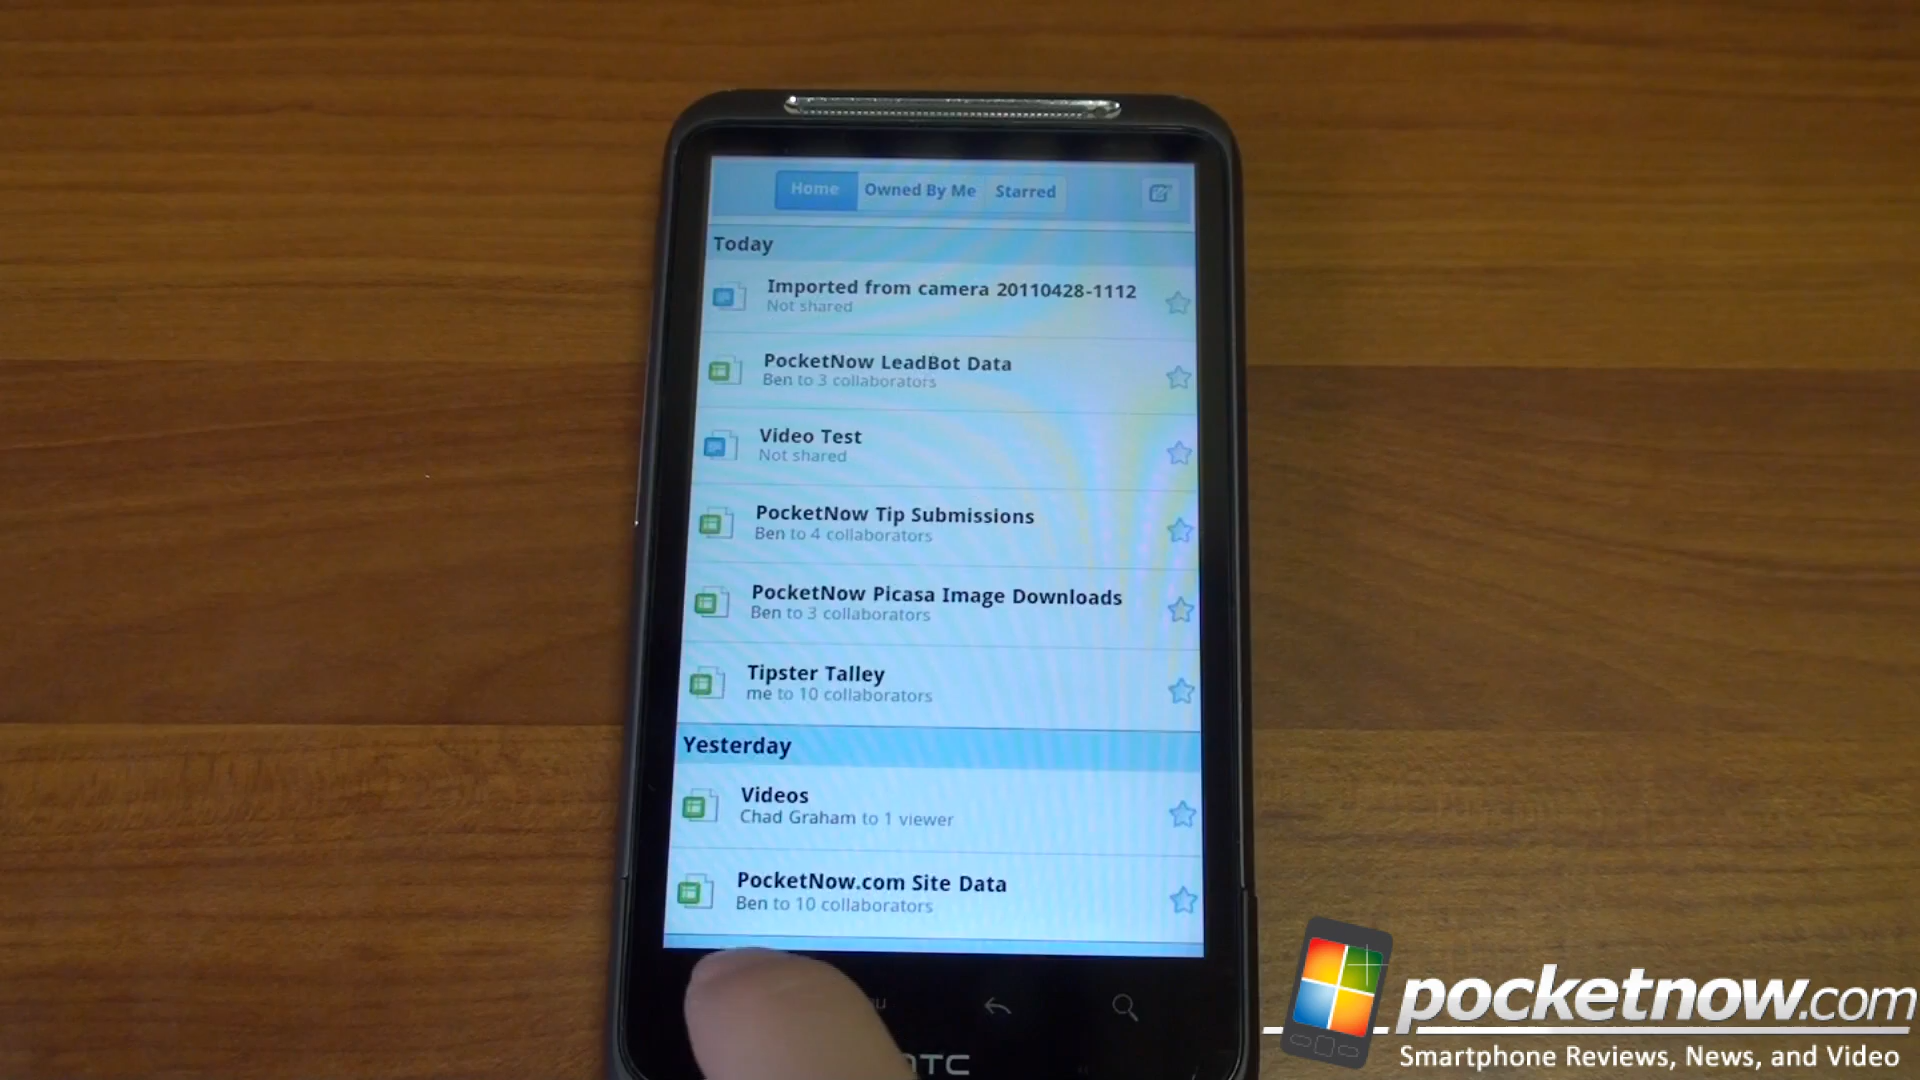 Home Owned By Me Starred
Today
Imported from camera 20110428-1112
Not shared
PocketNow LeadBot Data
Ben to 3 collaborators
Video Test
Not shared
PocketNow Tip Submissions
Ben to 4 collaborators
PocketNow Picasa Image Downloads
Ben to 3 collaborators
Tipster Talley
me to 10 collaborators
Yesterday
Videos
Chad Graham to 1 viewer
PocketNow.com Site Data
Ben to 10 collaborators
pocketnow.com
Smartphone Reviews, News, and Video